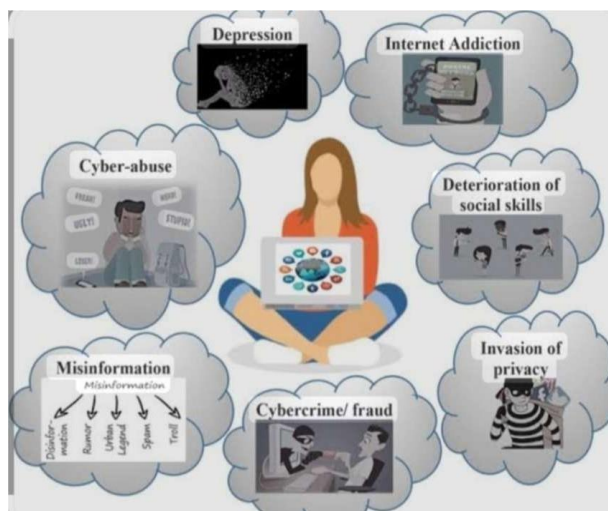 Depression
Internet Addiction
Cyber-abuse
FREAK!
UGLY!
STUPID!
LOSER!
Deterioration of
social skills
Misinformation
Misinformation
Disinfor-
mation
Rumor
Urban
Legend
Spam
Troll
Cybercrime/ fraud
Invasion of
privacy